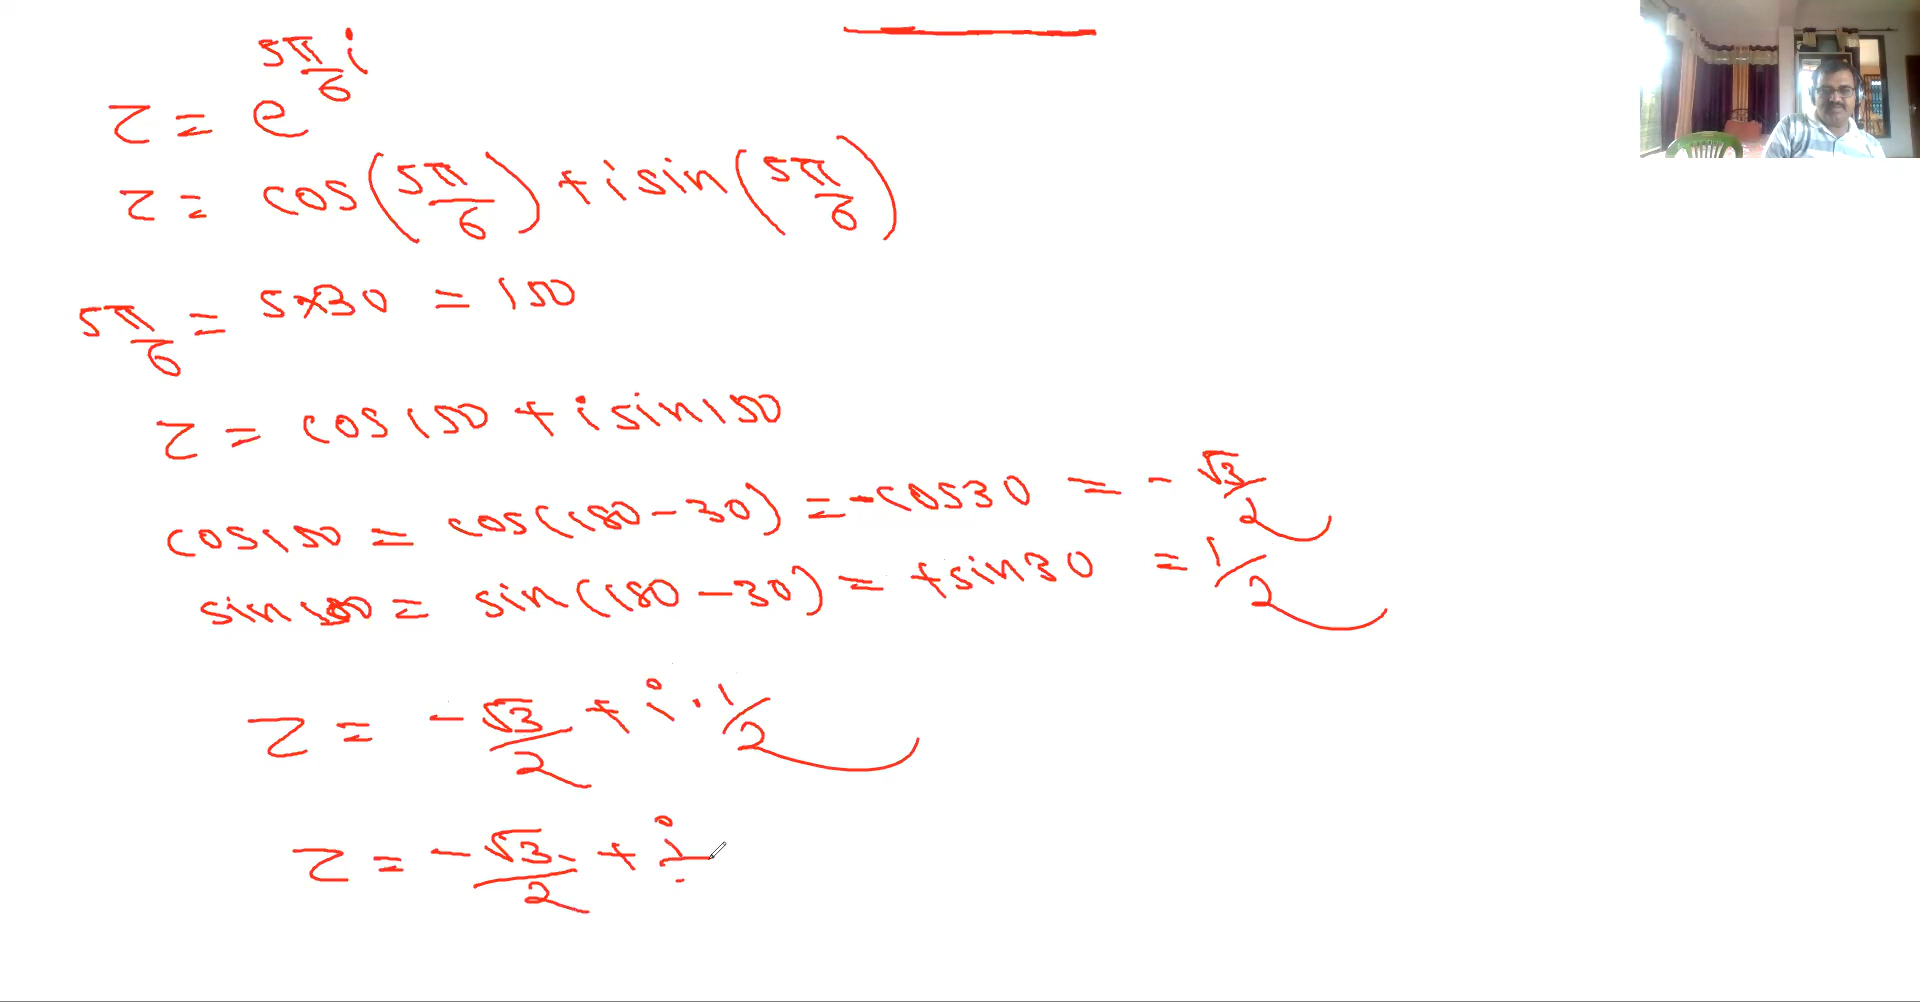 z = e^(5π/6 i)
z = cos(5π/6) + i sin(5π/6)
5π/6 = 5×30 = 150
z = cos150 + i sin150
cos150 = cos(180-30) = -cos30 = -√3/2
sin150 = sin(180-30) = +sin30 = 1/2
z = -√3/2 + i·1/2
z = -√3/2 + i